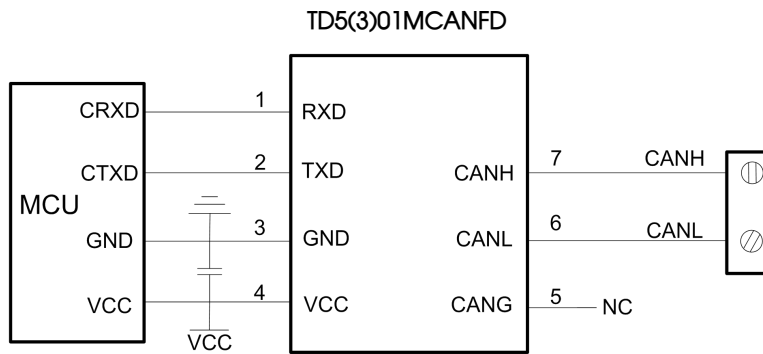 TD5(3)01MCANFD
CRXD 1 RXD
CTXD 2 TXD CANH 7 CANH
MCU
GND 3 GND CANL 6 CANL
VCC 4 VCC CANG 5 NC
VCC